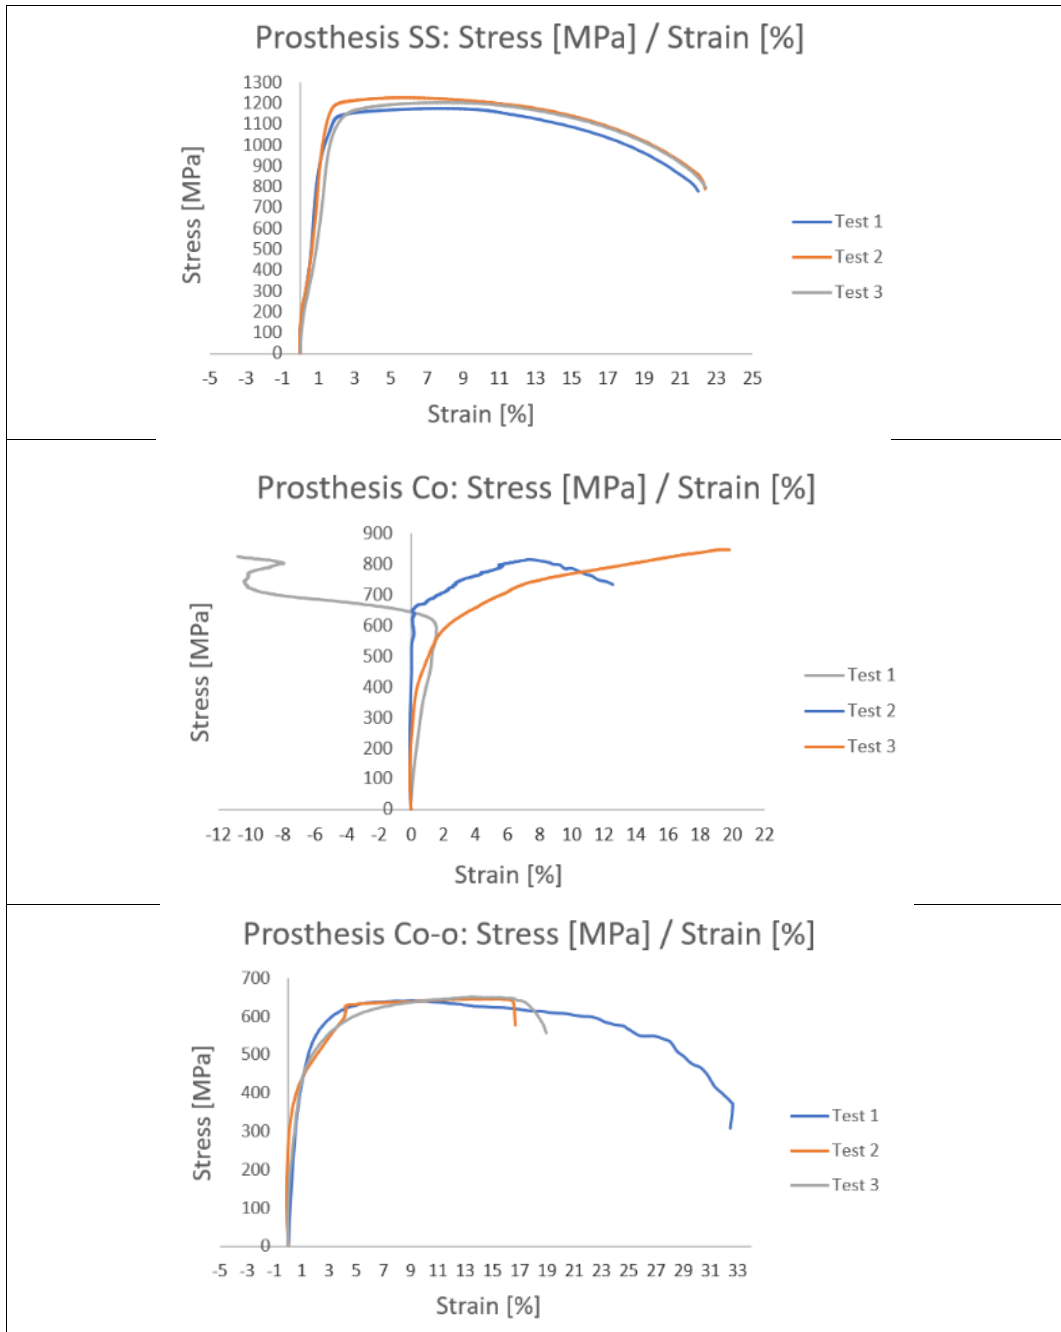 Prosthesis SS: Stress [MPa] / Strain [%]
1300
1200
1100
1000
900
800
700
600
500
400
300
200
100
0
Stress [MPa]
-5 -3 -1 1 3 5 7 9 11 13 15 17 19 21 23 25
Strain [%]
Test 1
Test 2
Test 3
Prosthesis Co: Stress [MPa] / Strain [%]
900
800
700
600
500
400
300
200
100
0
Stress [MPa]
-12 -10 -8 -6 -4 -2 0 2 4 6 8 10 12 14 16 18 20 22
Strain [%]
Test 1
Test 2
Test 3
Prosthesis Co-o: Stress [MPa] / Strain [%]
700
600
500
400
300
200
100
0
Stress [MPa]
-5 -3 -1 1 3 5 7 9 11 13 15 17 19 21 23 25 27 29 31 33
Strain [%]
Test 1
Test 2
Test 3